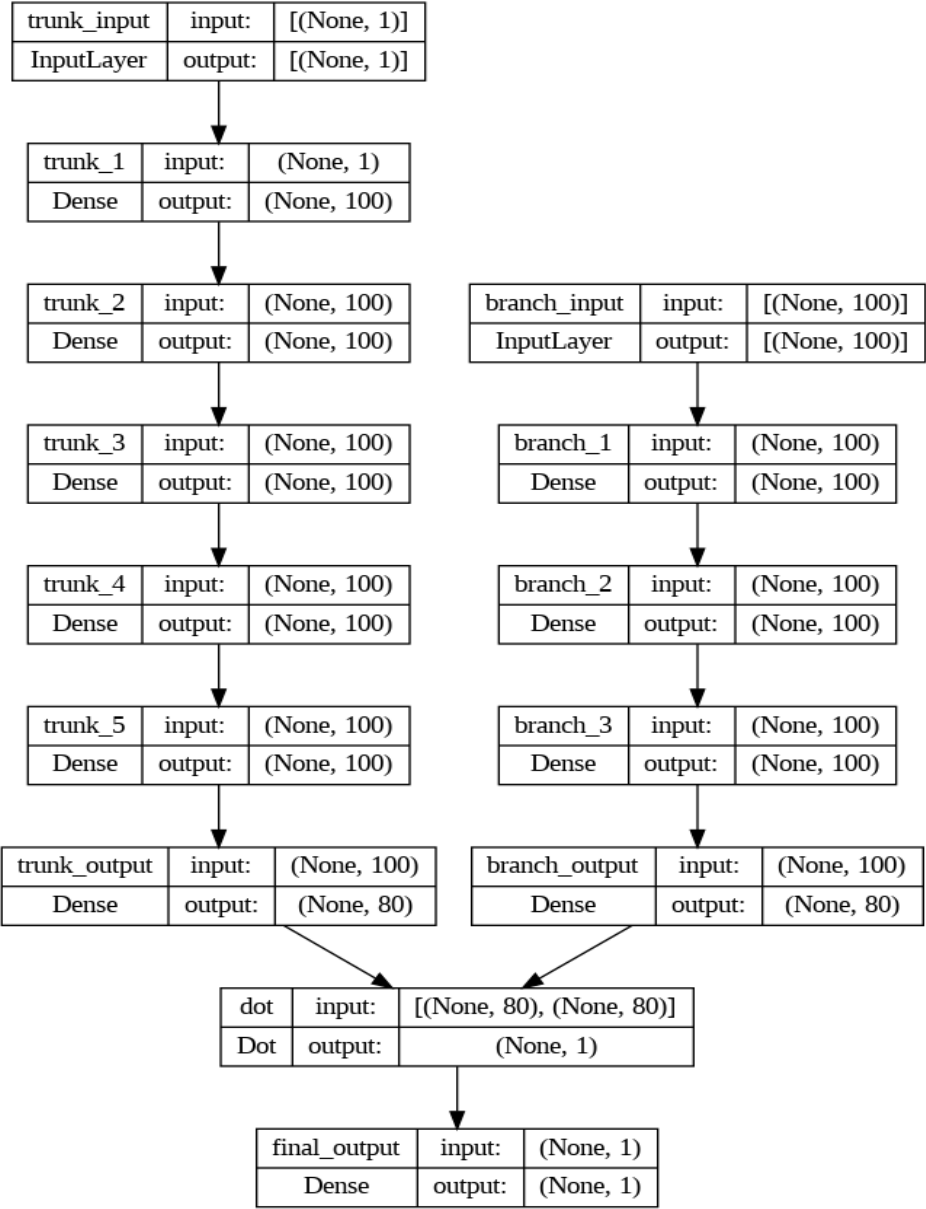 trunk_input input: [(None, 1)]
InputLayer output: [(None, 1)]
trunk_1 input: (None, 1)
Dense output: (None, 100)
trunk_2 input: (None, 100)
Dense output: (None, 100)
trunk_3 input: (None, 100)
Dense output: (None, 100)
trunk_4 input: (None, 100)
Dense output: (None, 100)
trunk_5 input: (None, 100)
Dense output: (None, 100)
trunk_output input: (None, 100)
Dense output: (None, 80)
branch_input input: [(None, 100)]
InputLayer output: [(None, 100)]
branch_1 input: (None, 100)
Dense output: (None, 100)
branch_2 input: (None, 100)
Dense output: (None, 100)
branch_3 input: (None, 100)
Dense output: (None, 100)
branch_output input: (None, 100)
Dense output: (None, 80)
dot input: [(None, 80), (None, 80)]
Dot output: (None, 1)
final_output input: (None, 1)
Dense output: (None, 1)